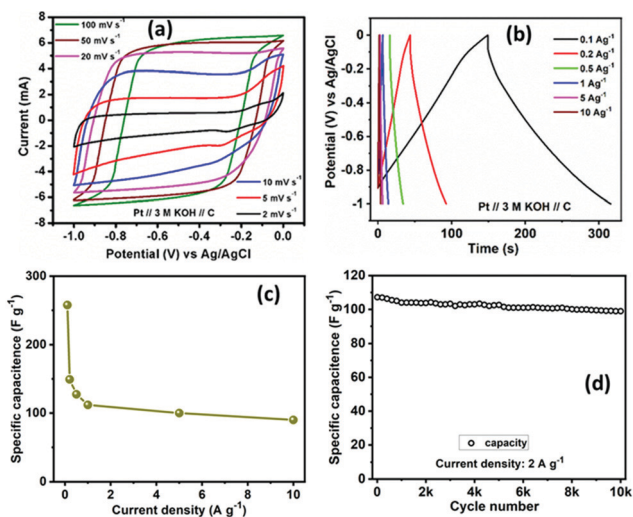 (a)
100 mV s⁻¹
50 mV s⁻¹
20 mV s⁻¹
10 mV s⁻¹
5 mV s⁻¹
2 mV s⁻¹
Pt // 3 M KOH // C
Current (mA)
8
6
4
2
0
-2
-4
-6
-8
-1.0
-0.8
-0.6
-0.4
-0.2
0.0
Potential (V) vs Ag/AgCl
(b)
0.1 Ag⁻¹
0.2 Ag⁻¹
0.5 Ag⁻¹
1 Ag⁻¹
5 Ag⁻¹
10 Ag⁻¹
Pt // 3 M KOH // C
Potential (V) vs Ag/AgCl
0
-0.2
-0.4
-0.6
-0.8
-1
0
100
200
300
Time (s)
(c)
Specific capacitence (F g⁻¹)
300
250
200
150
100
50
0
0
2
4
6
8
10
Current density (A g⁻¹)
(d)
capacity
Current density: 2 A g⁻¹
Specific capacitence (F g⁻¹)
120
100
80
60
40
20
0
0
2k
4k
6k
8k
10k
Cycle number